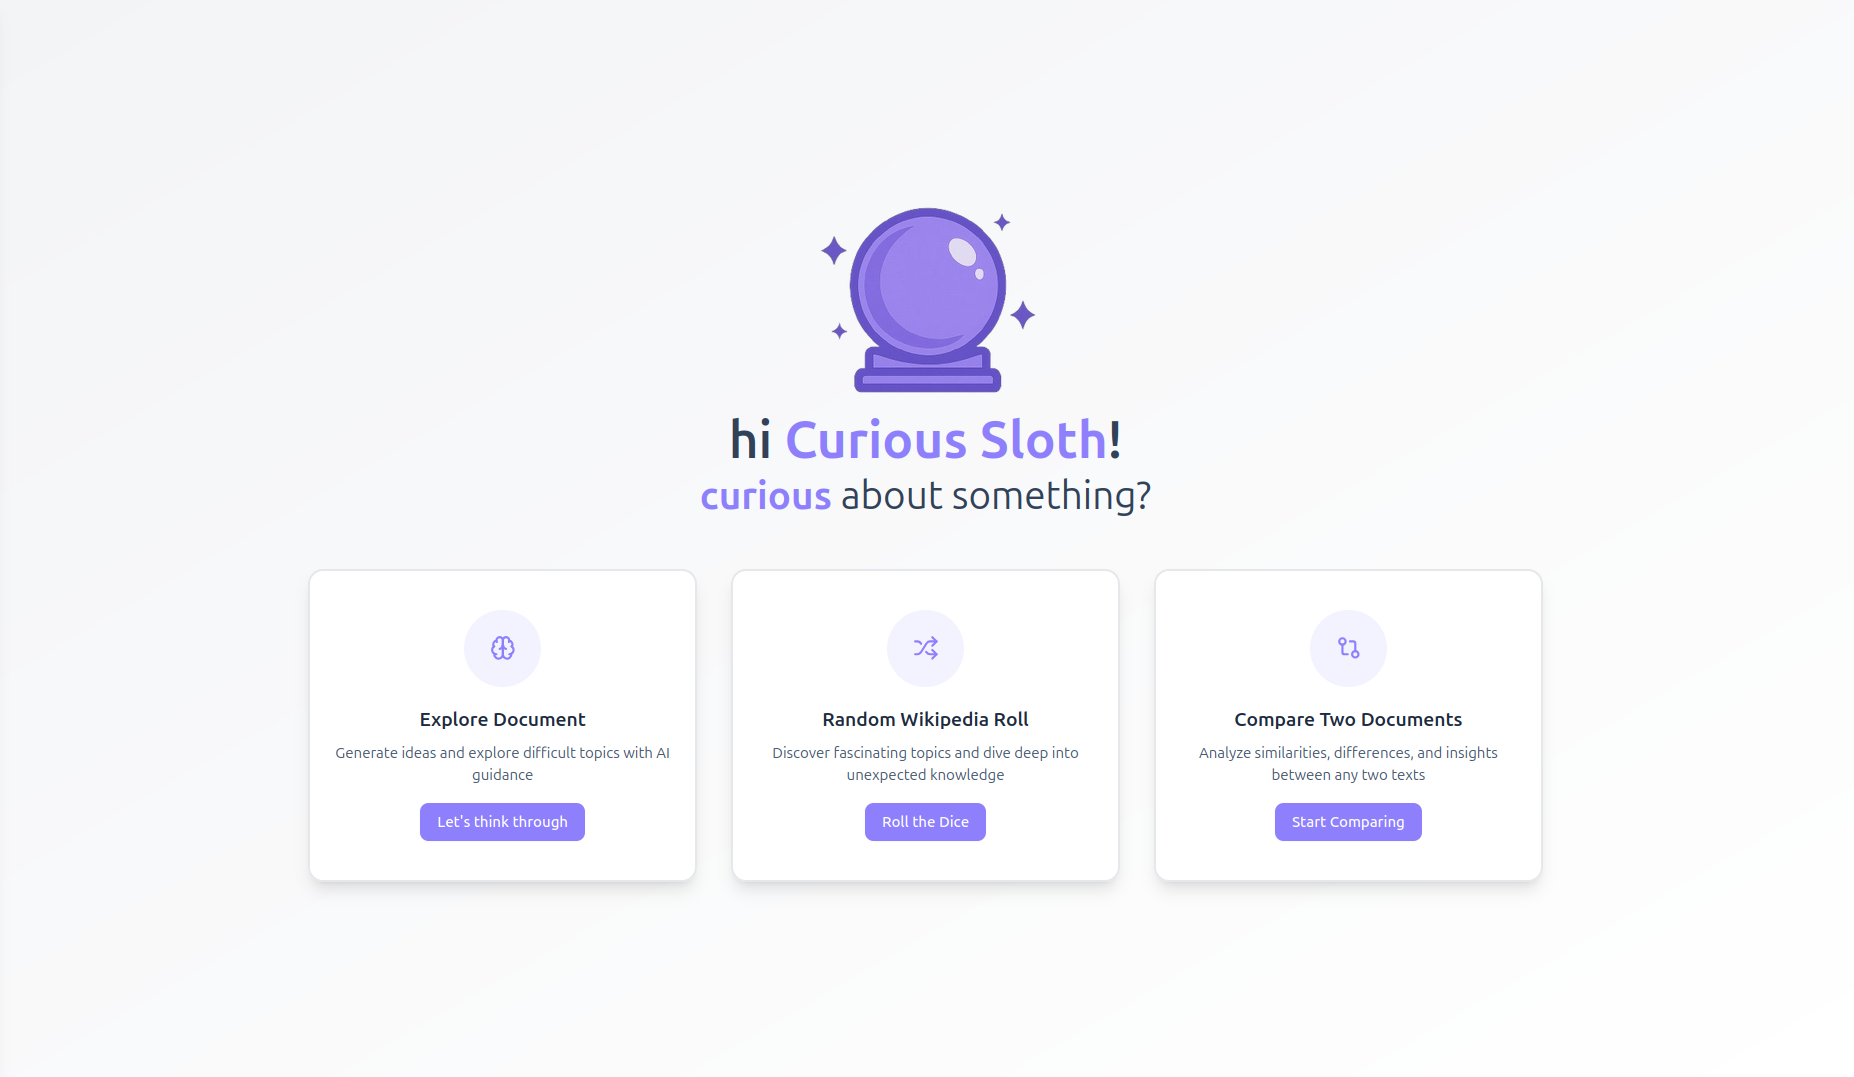 hi Curious Sloth!
curious about something?
Explore Document
Generate ideas and explore difficult topics with AI
guidance
Let's think through
Random Wikipedia Roll
Discover fascinating topics and dive deep into
unexpected knowledge
Roll the Dice
Compare Two Documents
Analyze similarities, differences, and insights
between any two texts
Start Comparing